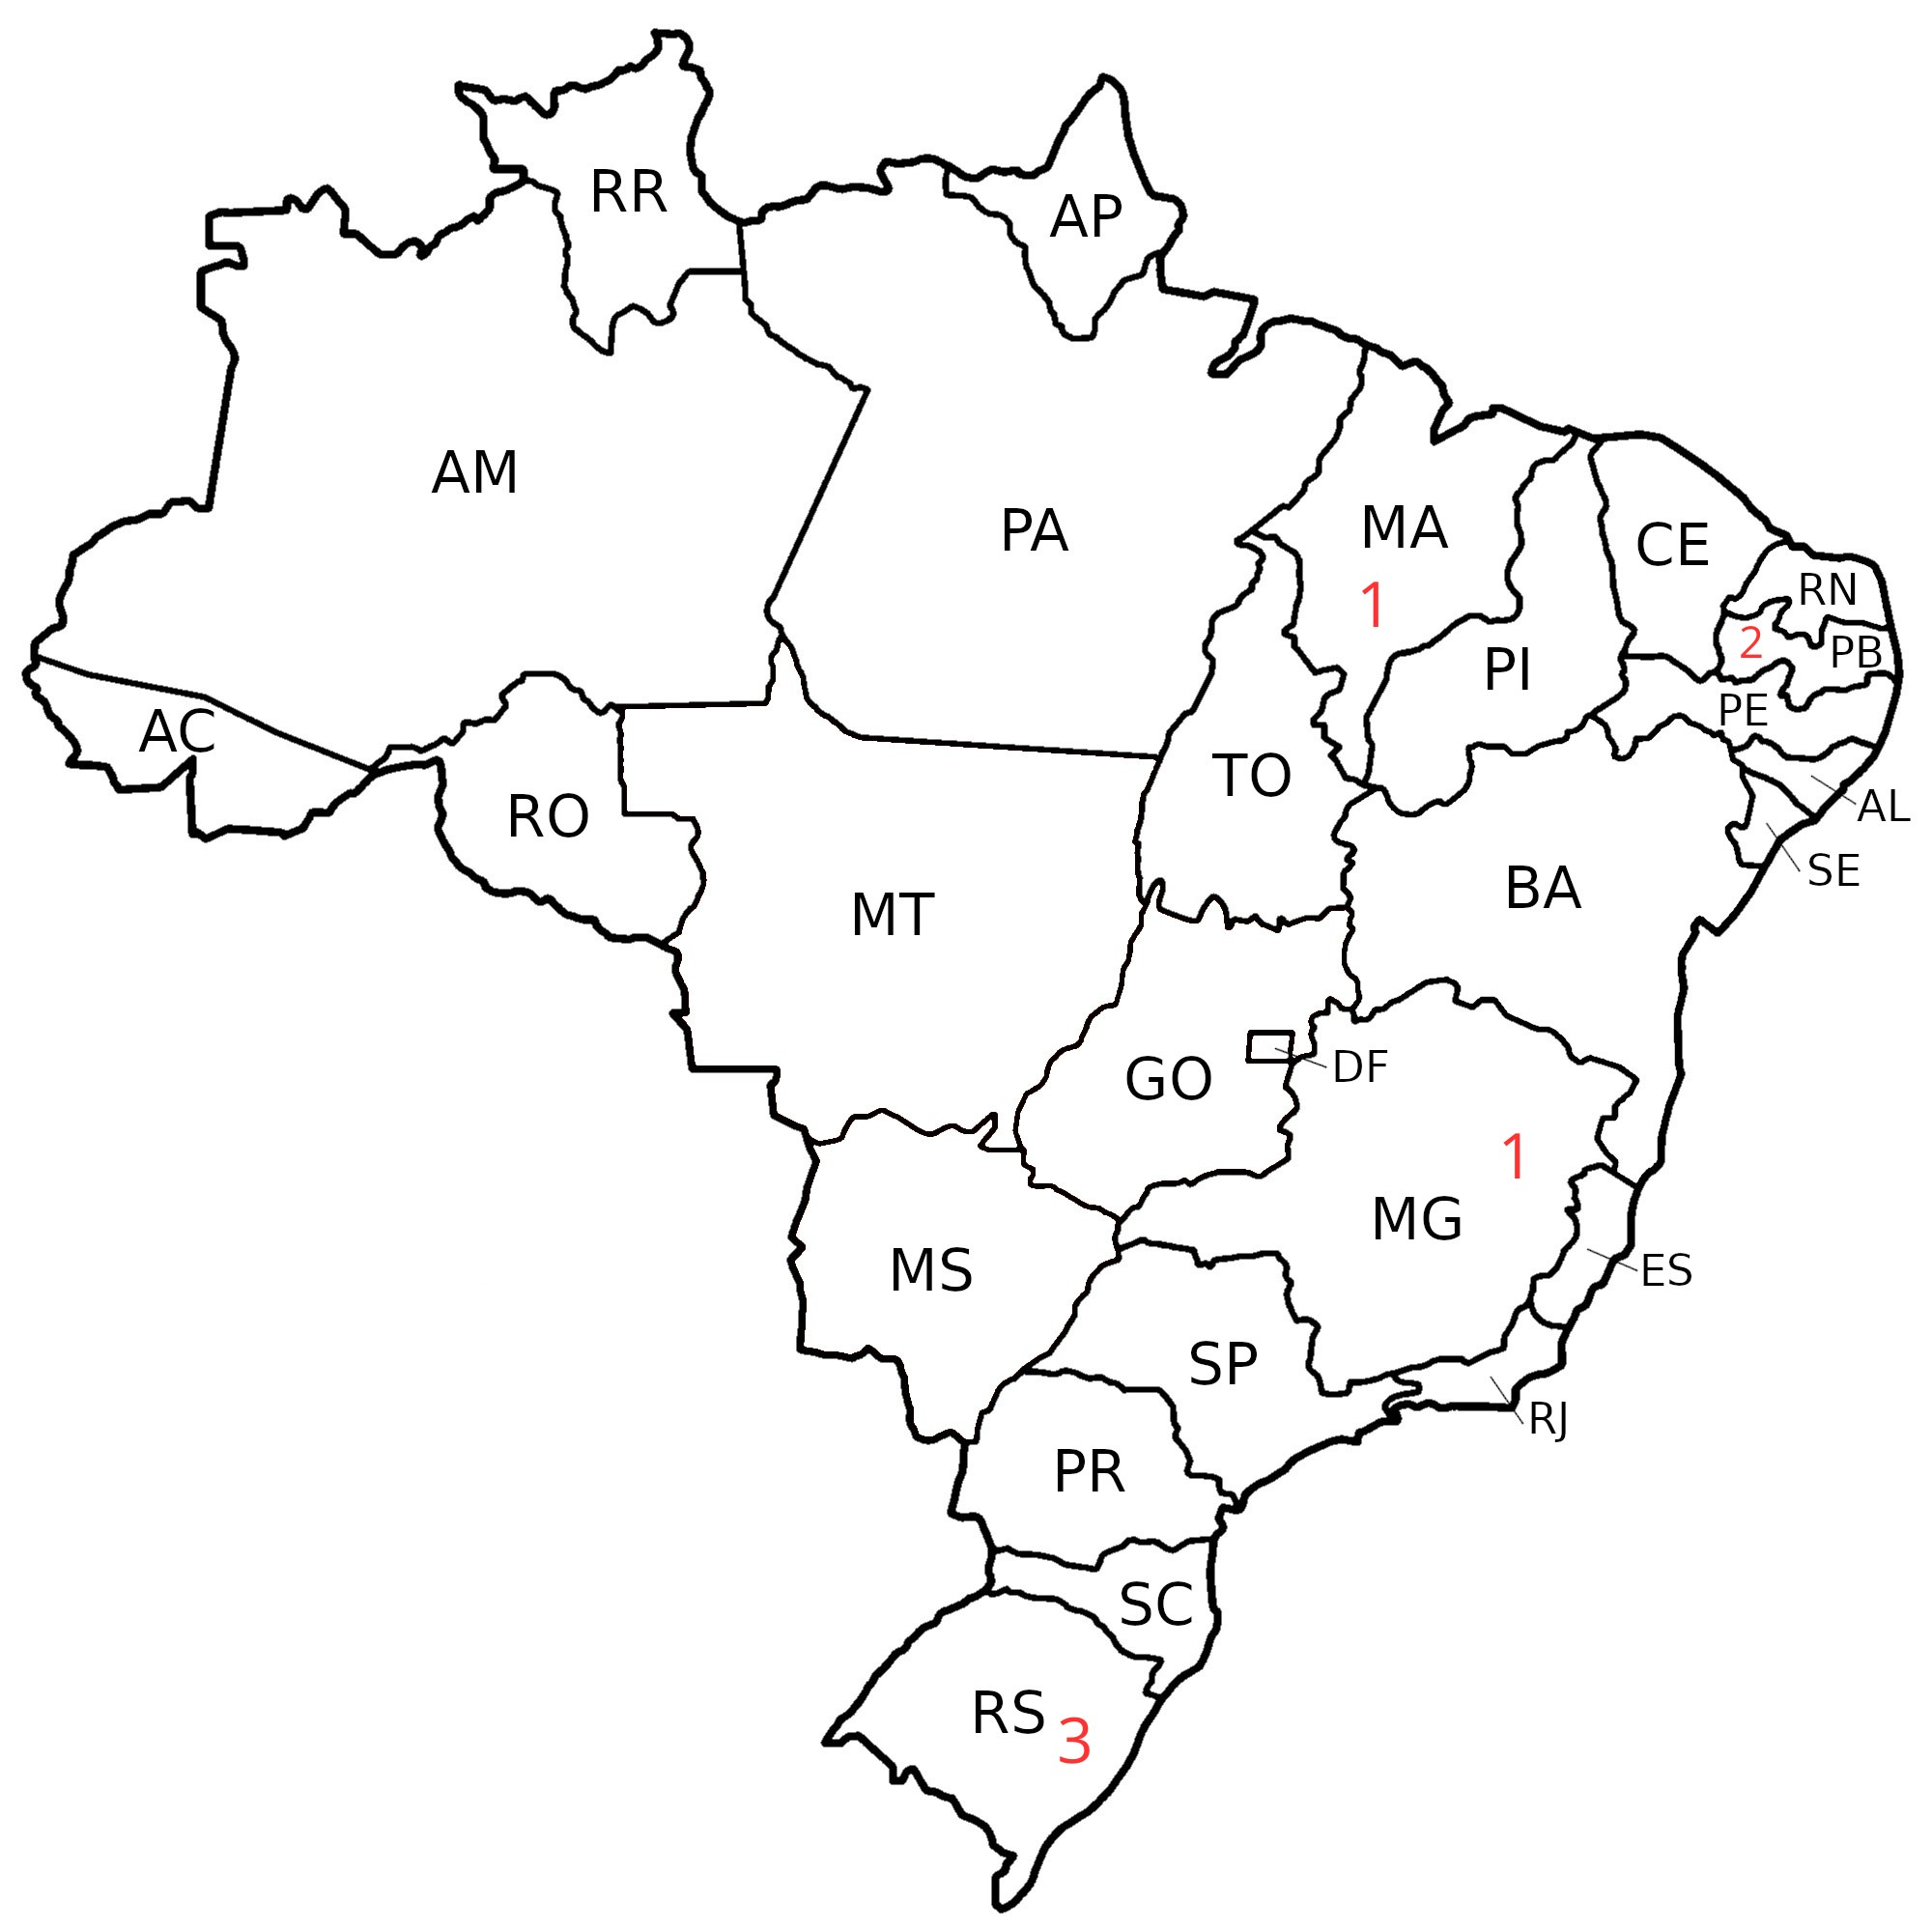 RR
AP
AM
PA
MA
CE
RN
1
2
PB
PI
PE
AC
TO
RO
AL
SE
BA
MT
DF
GO
1
MG
MS
ES
SP
RJ
PR
SC
RS
3